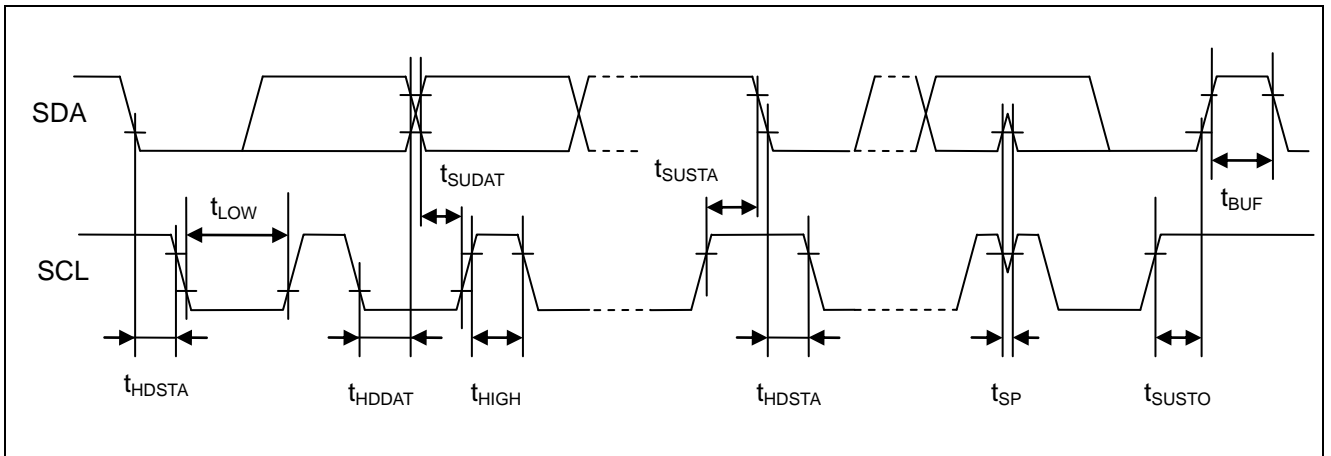 SDA
tSUDAT
tSUSTA
tLOW
tBUF
SCL
tHDSTA
tHDDAT
tHIGH
tHDSTA
tSP
tSUSTO